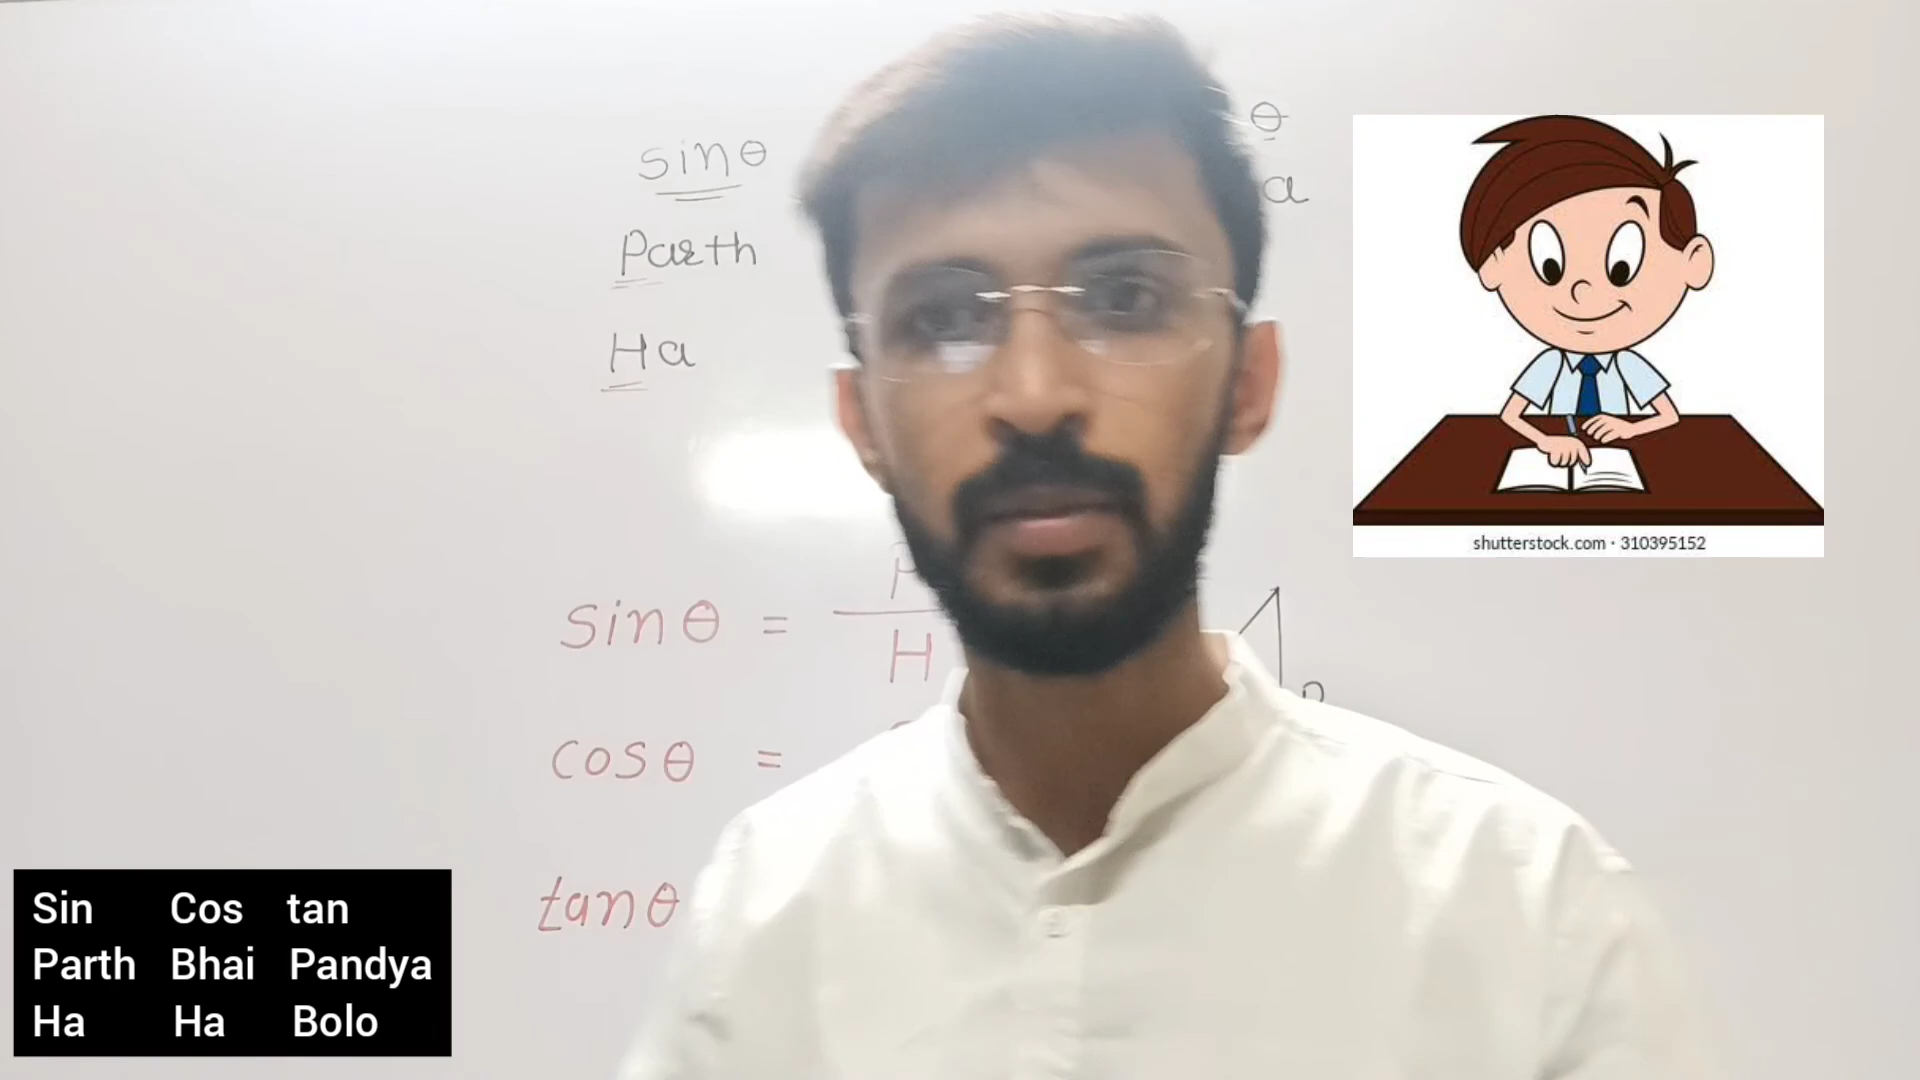 sinθ
θ
a
Parth
Ha
shutterstock.com · 310395152
sinθ = P/H
cosθ =
tanθ
Sin Cos tan
Parth Bhai Pandya
Ha Ha Bolo